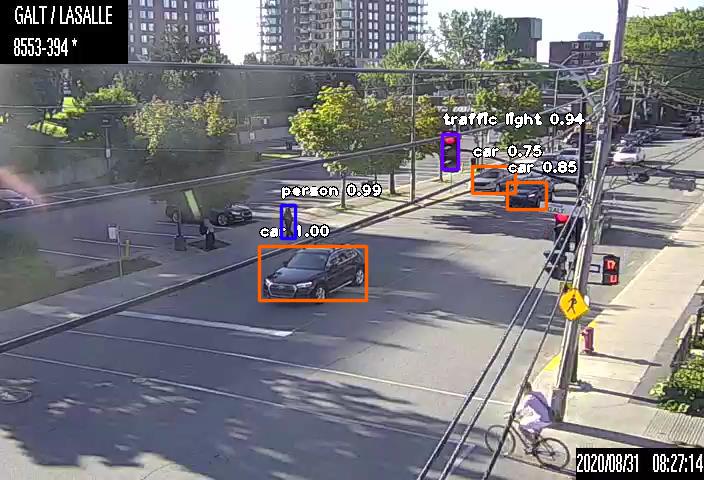 GALT / LASALLE
8553-394 *
traffic light 0.94
car 0.75
car 0.85
person 0.99
car 1.00
2020/08/31 08:27:14